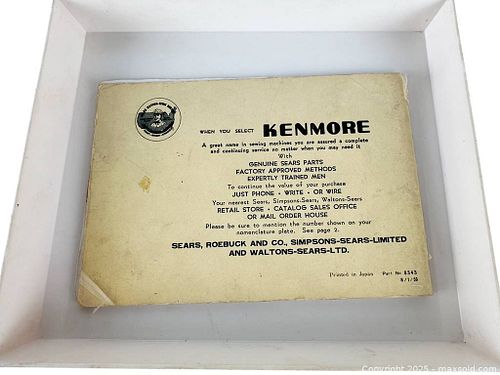 WHEN YOU SELECT KENMORE
A great name in sewing machines you are assured a complete
and continuing service no matter when you may need it
With
GENUINE SEARS PARTS
FACTORY APPROVED METHODS
EXPERTLY TRAINED MEN
To continue the value of your purchase
JUST PHONE - WRITE - OR WIRE
Your nearest Sears, Simpsons-Sears, Waltons-Sears
RETAIL STORE - CATALOG SALES OFFICE
OR MAIL ORDER HOUSE
Please be sure to mention the number shown on your
nomenclature plate. See page 2.
SEARS, ROEBUCK AND CO., SIMPSONS-SEARS-LIMITED
AND WALTONS-SEARS-LTD.
Printed in Japan Part No 8545
Copyright 2025 - maxsold.com